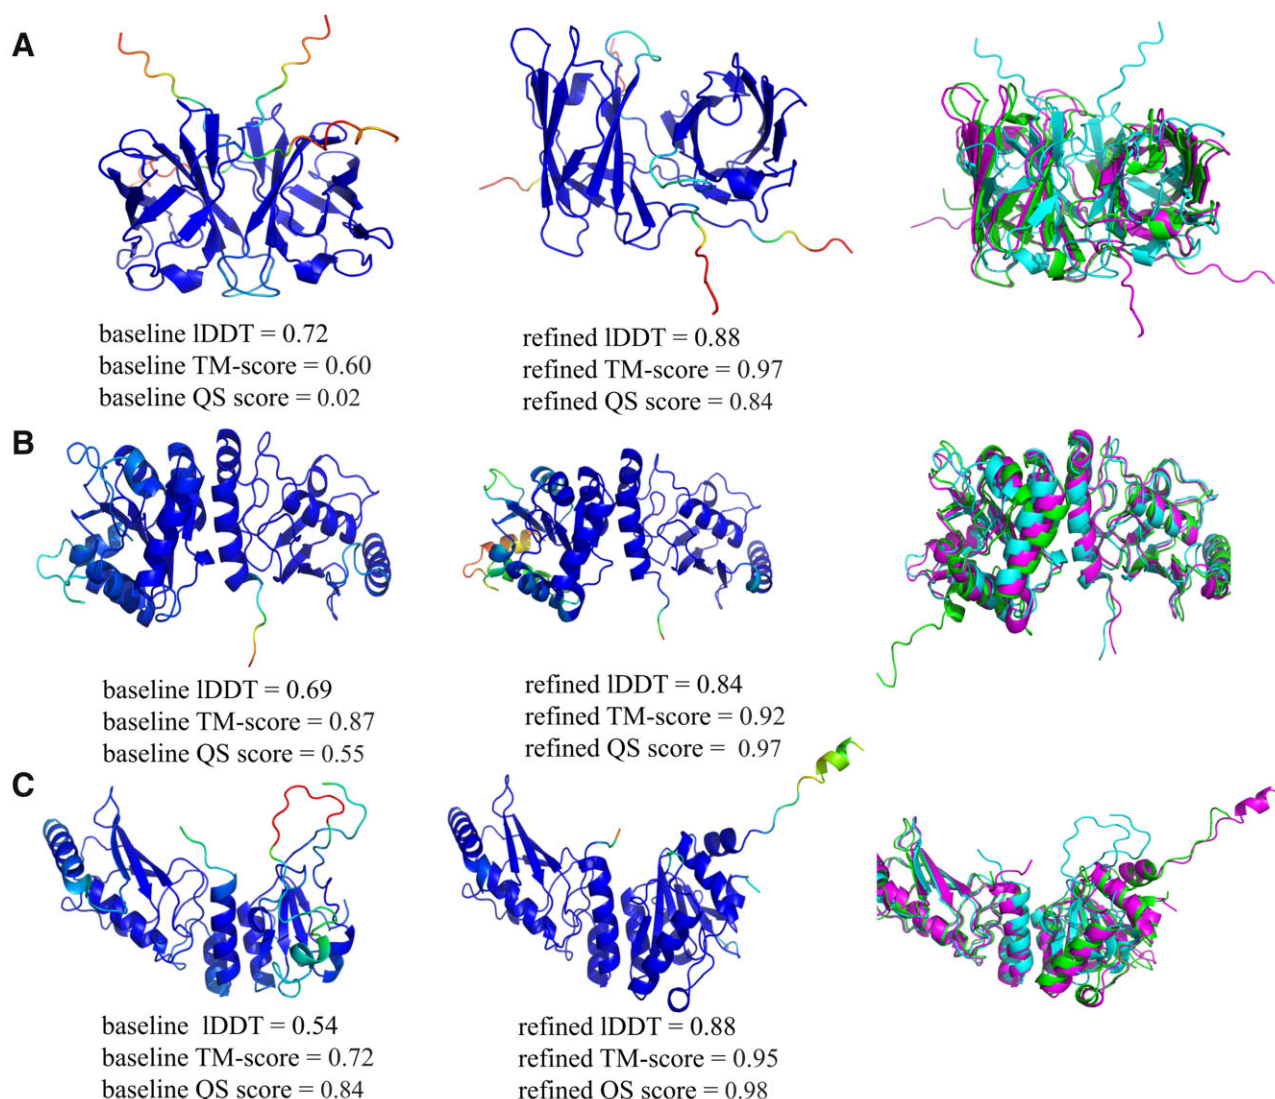 A
baseline lDDT = 0.72
baseline TM-score = 0.60
baseline QS score = 0.02
refined lDDT = 0.88
refined TM-score = 0.97
refined QS score = 0.84
B
baseline lDDT = 0.69
baseline TM-score = 0.87
baseline QS score = 0.55
refined lDDT = 0.84
refined TM-score = 0.92
refined QS score = 0.97
C
baseline lDDT = 0.54
baseline TM-score = 0.72
baseline QS score = 0.84
refined lDDT = 0.88
refined TM-score = 0.95
refined QS score = 0.98